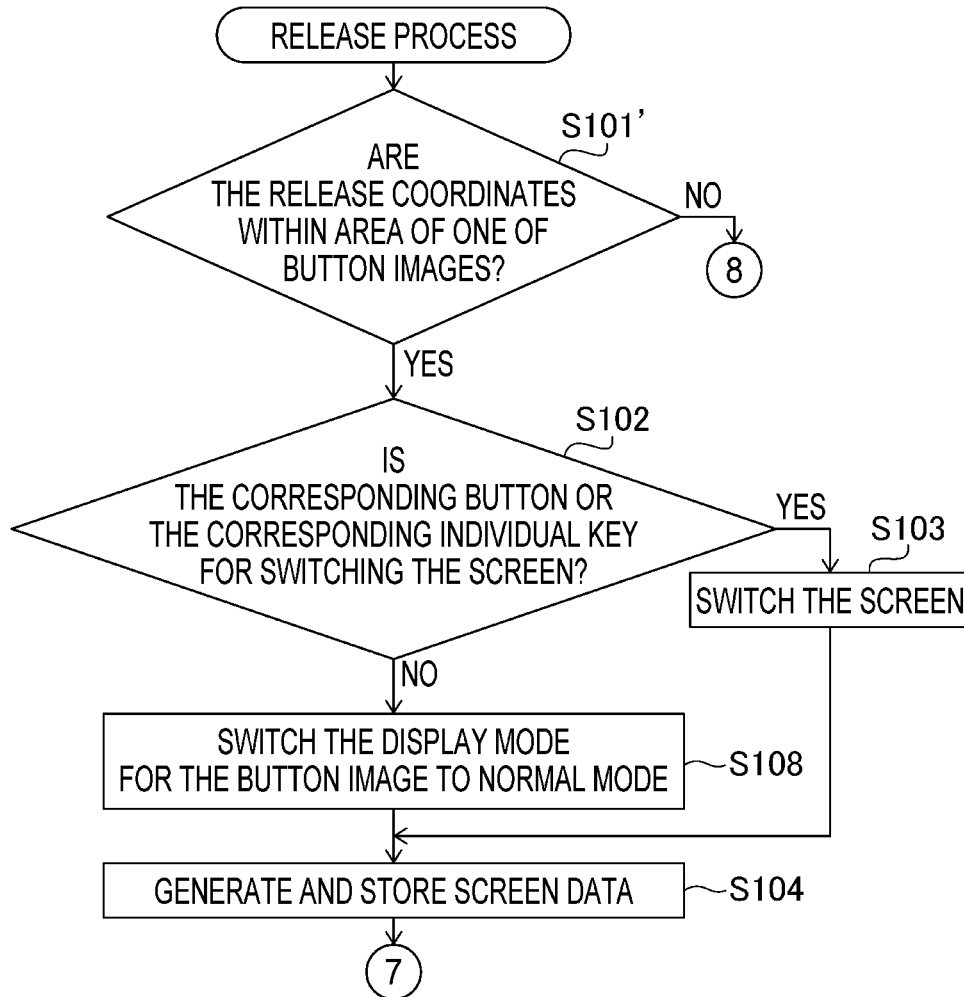 RELEASE PROCESS
S101’
ARE
THE RELEASE COORDINATES
WITHIN AREA OF ONE OF
BUTTON IMAGES?
NO
8
YES
S102
IS
THE CORRESPONDING BUTTON OR
THE CORRESPONDING INDIVIDUAL KEY
FOR SWITCHING THE SCREEN?
YES
S103
SWITCH THE SCREEN
NO
SWITCH THE DISPLAY MODE
FOR THE BUTTON IMAGE TO NORMAL MODE
S108
GENERATE AND STORE SCREEN DATA
S104
7